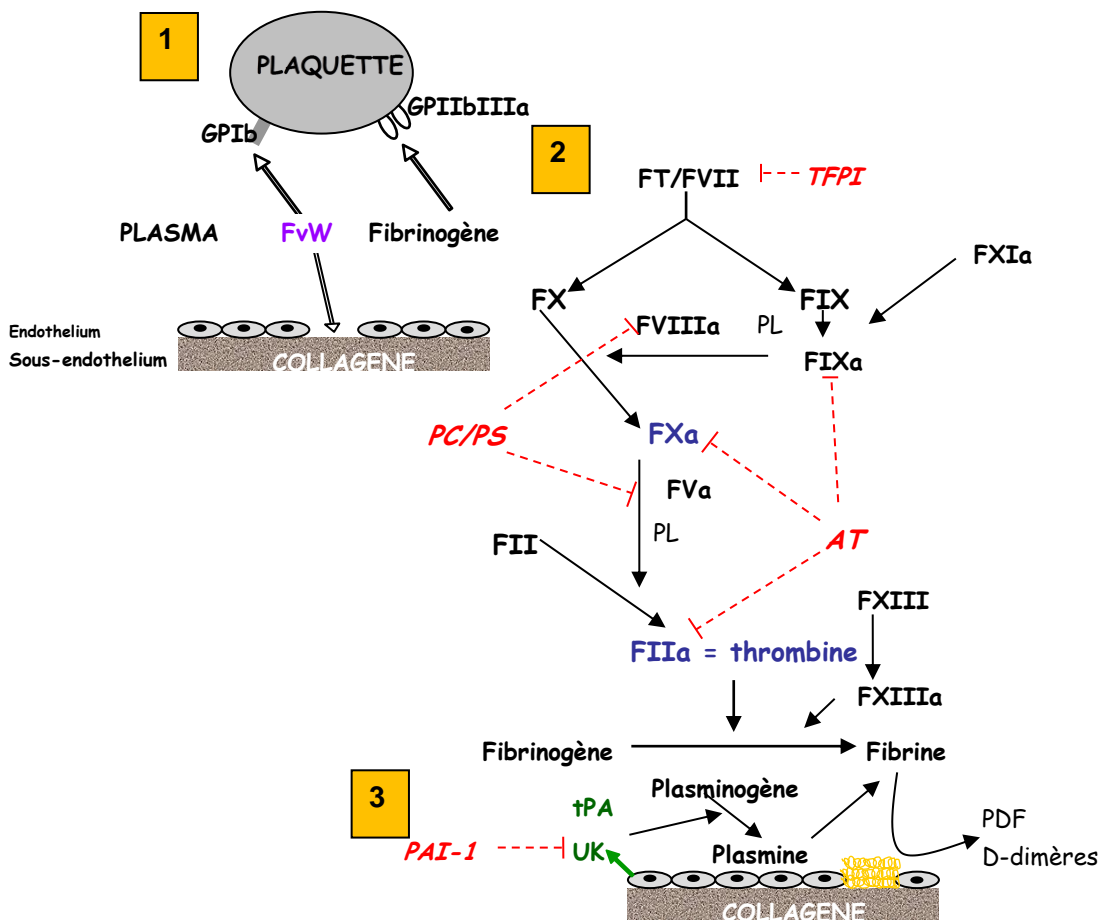 1
PLAQUETTE
GPIIbIIIa
GPIb
2
FT/FVII
TFPI
PLASMA
FvW
Fibrinogène
FXIa
FX
FIX
Endothelium
FVIIIa
PL
Sous-endothelium
COLLAGENE
FIXa
PC/PS
FXa
FVa
FII
PL
AT
FXIII
FIIa = thrombine
FXIIIa
Fibrinogène
Fibrine
3
tPA
Plasminogène
PDF
PAI-1
UK
Plasmine
D-dimères
COLLAGENE